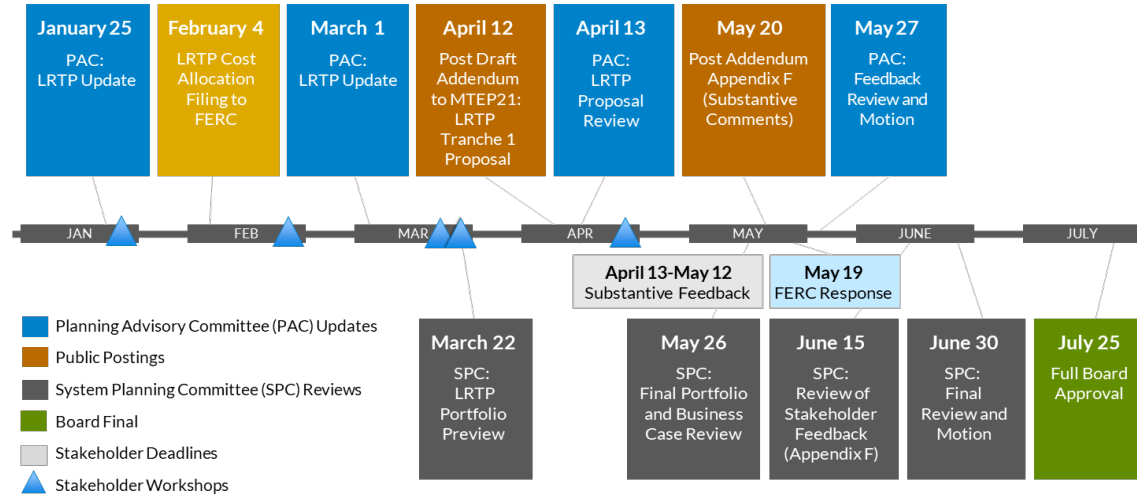 January 25
PAC:
LRTP Update
February 4
LRTP Cost
Allocation
Filing to
FERC
March 1
PAC:
LRTP Update
April 12
Post Draft
Addendum
to MTEP21:
LRTP
Tranche 1
Proposal
April 13
PAC:
LRTP
Proposal
Review
May 20
Post Addendum
Appendix F
(Substantive
Comments)
May 27
PAC:
Feedback
Review and
Motion
JAN
FEB
MAR
APR
MAY
JUNE
JULY
April 13-May 12
Substantive Feedback
May 19
FERC Response
Planning Advisory Committee (PAC) Updates
Public Postings
System Planning Committee (SPC) Reviews
Board Final
Stakeholder Deadlines
Stakeholder Workshops
March 22
SPC:
LRTP
Portfolio
Preview
May 26
SPC:
Final Portfolio
and Business
Case Review
June 15
SPC:
Review of
Stakeholder
Feedback
(Appendix F)
June 30
SPC:
Final
Review and
Motion
July 25
Full Board
Approval